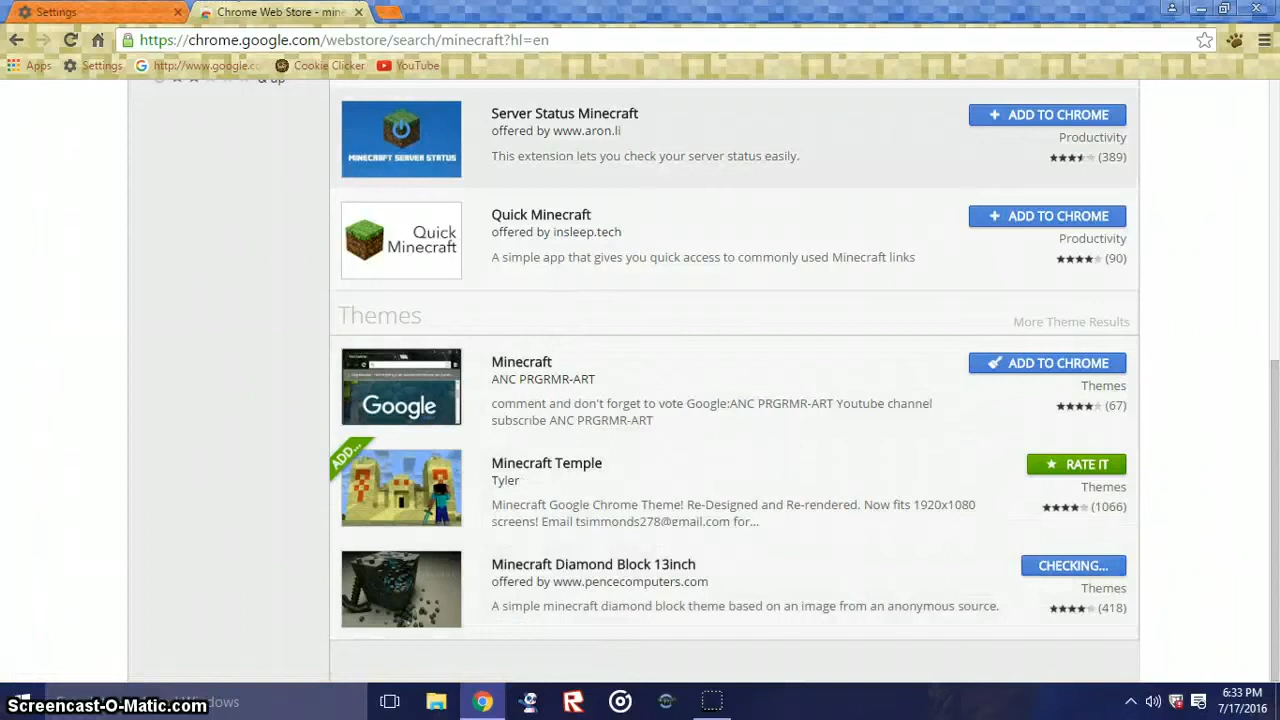 Settings
Chrome Web Store - mine
https://chrome.google.com/webstore/search/minecraft?hl=en
Apps
Settings
http://www.google.co
Cookie Clicker
YouTube
& up
MINECRAFT SERVER STATUS
Server Status Minecraft
offered by www.aron.li
This extension lets you check your server status easily.
+ ADD TO CHROME
Productivity
(389)
Quick
Minecraft
Quick Minecraft
offered by insleep.tech
A simple app that gives you quick access to commonly used Minecraft links
+ ADD TO CHROME
Productivity
(90)
Themes
More Theme Results
Google
Minecraft
ANC PRGRMR-ART
comment and don't forget to vote Google:ANC PRGRMR-ART Youtube channel
subscribe ANC PRGRMR-ART
ADD TO CHROME
Themes
(67)
ADD...
Minecraft Temple
Tyler
Minecraft Google Chrome Theme! Re-Designed and Re-rendered. Now fits 1920x1080
screens! Email tsimmonds278@gmail.com for...
RATE IT
Themes
(1066)
Minecraft Diamond Block 13inch
offered by www.pencecomputers.com
A simple minecraft diamond block theme based on an image from an anonymous source.
CHECKING...
Themes
(418)
Windows
Screencast-O-Matic.com
6:33 PM
7/17/2016